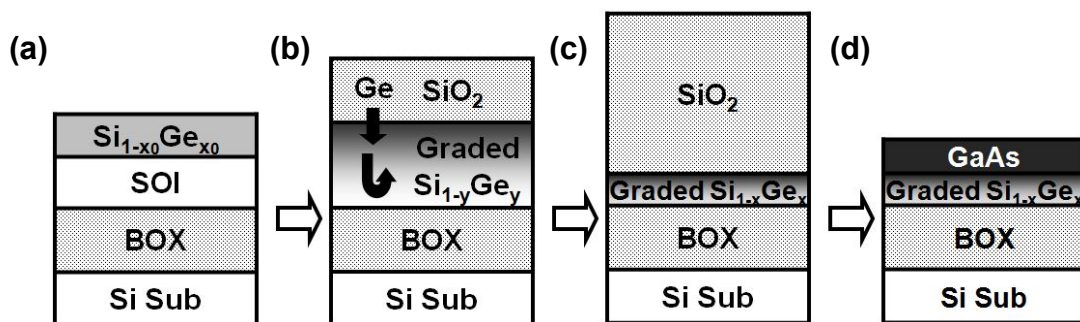 (a)
Si1-x0Gex0
SOI
BOX
Si Sub
(b)
Ge SiO2
Graded
Si1-yGey
BOX
Si Sub
(c)
SiO2
Graded Si1-xGex
BOX
Si Sub
(d)
GaAs
Graded Si1-xGex
BOX
Si Sub